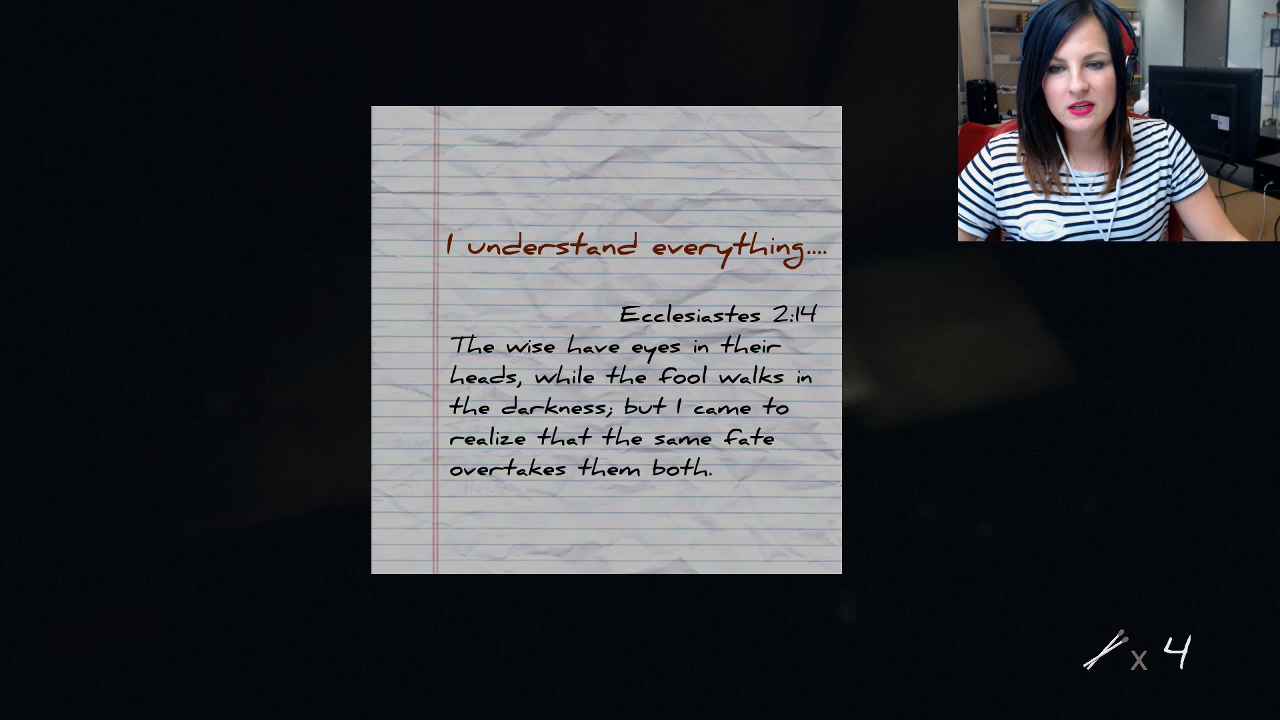 I understand everything....
Ecclesiastes 2:14
The wise have eyes in their
heads, while the fool walks in
the darkness; but I came to
realize that the same fate
overtakes them both.
x 4